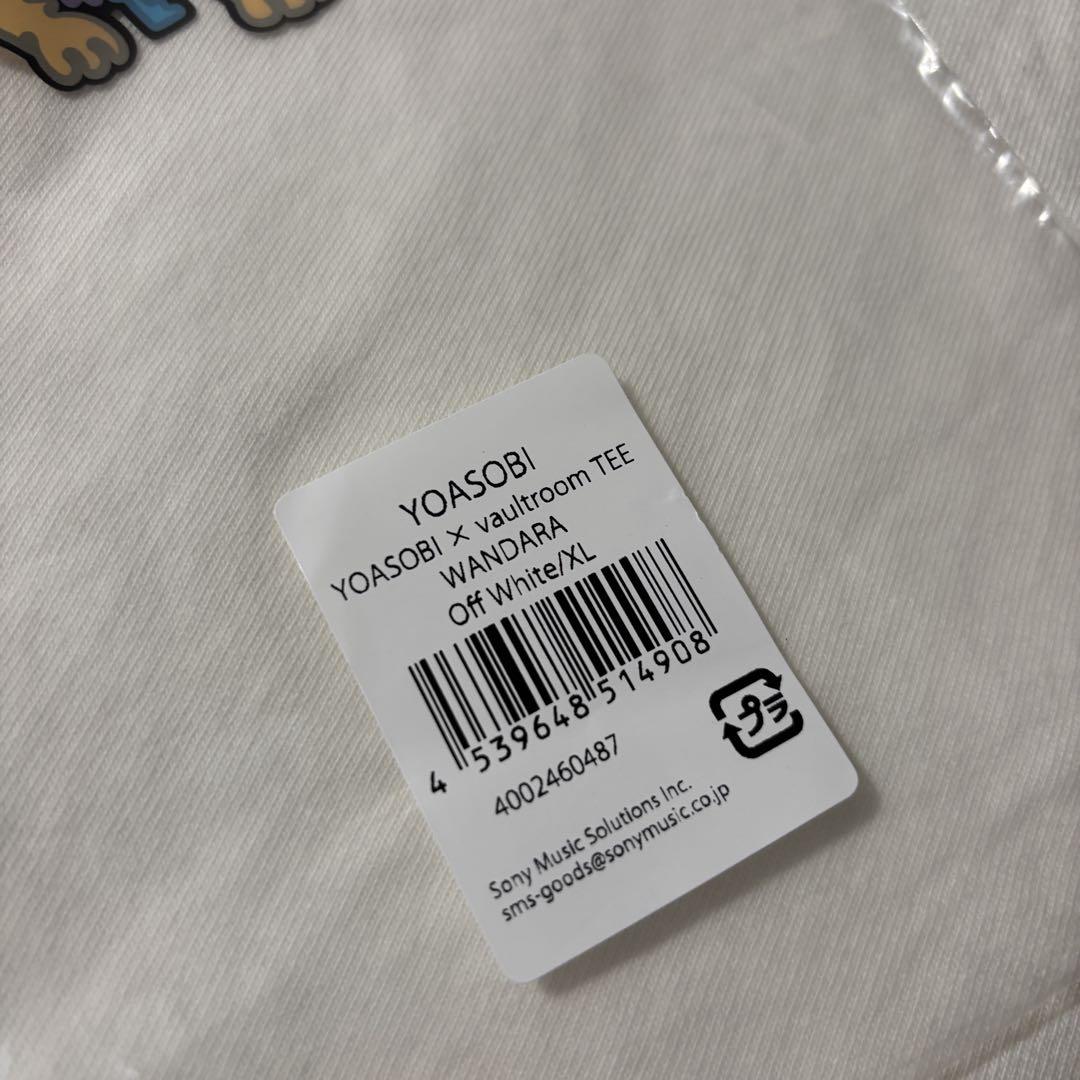 YOASOBI
YOASOBI × vaultroom TEE
WANDARA
Off White/XL
4 539648 514908
4002460487
プラ
Sony Music Solutions Inc.
sms-goods@sonymusic.co.jp